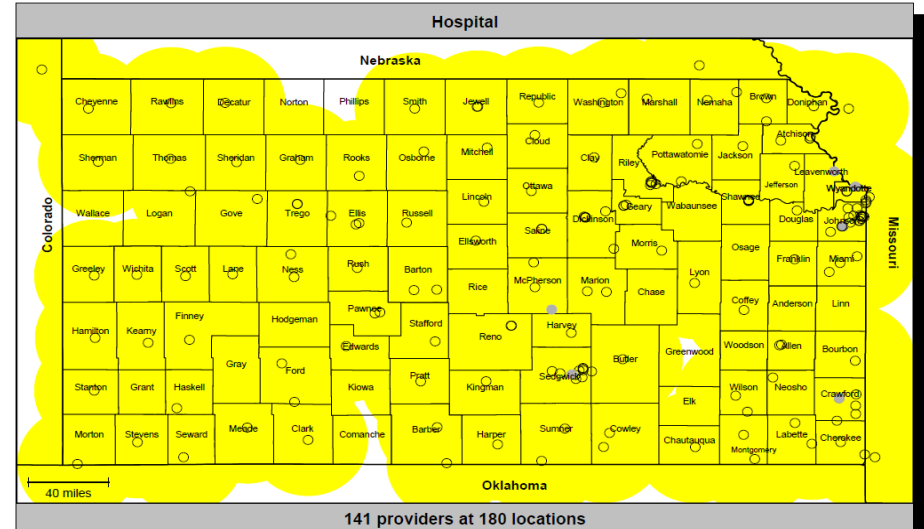 Hospital
Nebraska
Cheyenne Rawlins Decatur Norton Phillips Smith Jewell Republic Washington Marshall Nemaha Brown Doniphan
Atchison
Cloud
Sherman Thomas Sheridan Graham Rooks Osborne Mitchell Clay Riley Pottawatomie Jackson
Leavenworth
Jefferson
Ottawa
Wyandotte
Wallace Logan Gove Trego Ellis Russell Lincoln Dickinson Geary Wabaunsee Shawnee
Douglas Johnson
Colorado
Missouri
Ellsworth Saline Morris Osage
Greeley Wichita Scott Lane Ness Rush Barton Lyon Franklin Miami
Rice McPherson Marion Chase
Coffey Anderson Linn
Hamilton Kearny Finney Hodgeman Pawnee Stafford
Reno Harvey
Gray Ford Edwards Butler Greenwood Woodson Allen Bourbon
Stanton Grant Haskell Kiowa Pratt Kingman Sedgwick
Wilson Neosho Crawford
Elk
Morton Stevens Seward Meade Clark Comanche Barber Harper Sumner Cowley
Chautauqua Montgomery Labette Cherokee
40 miles
Oklahoma
141 providers at 180 locations